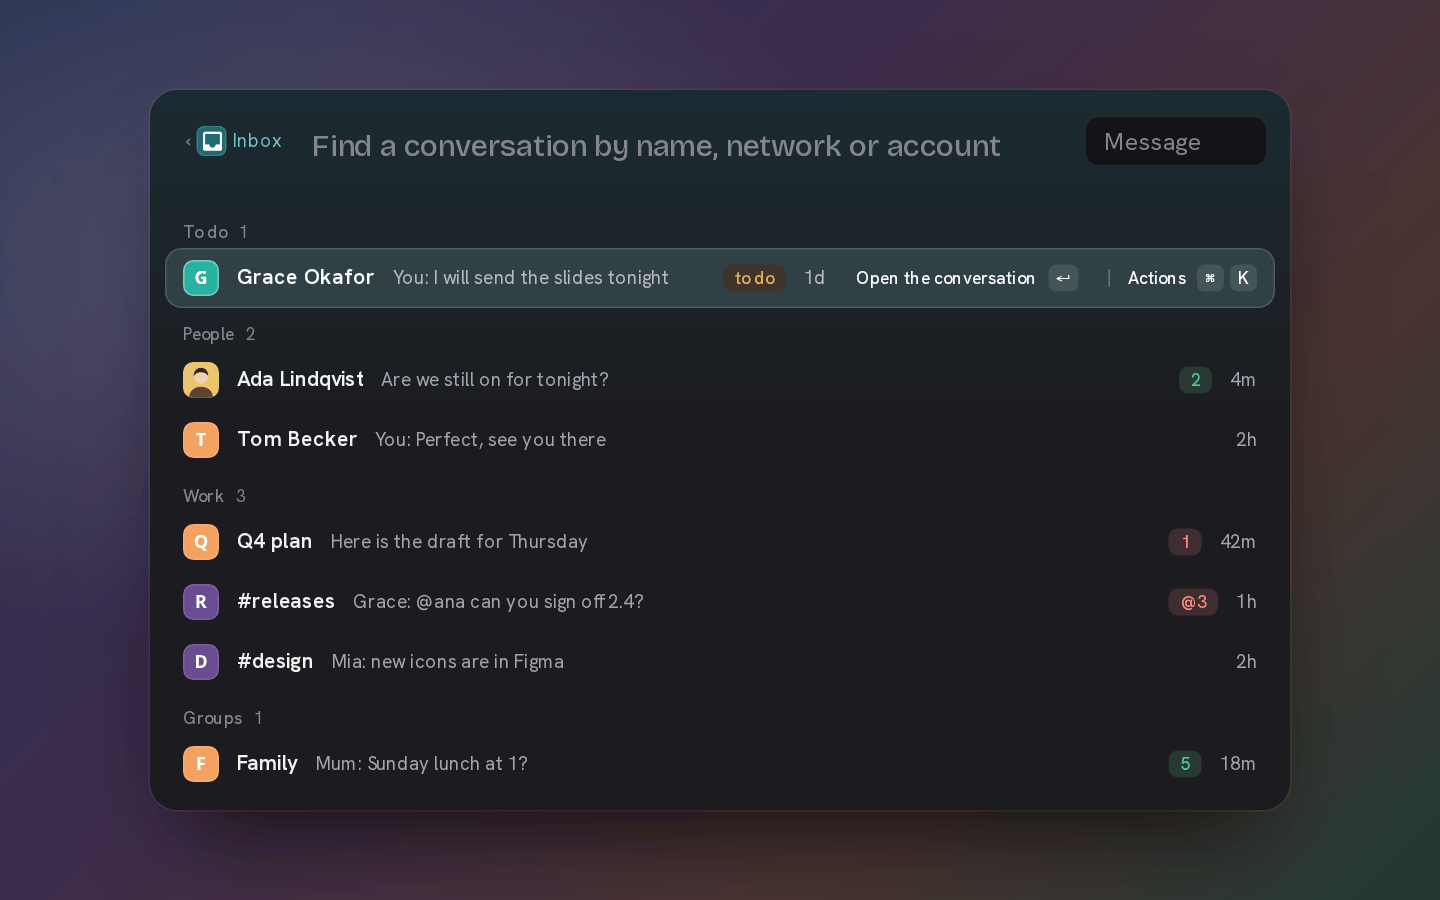 ‹ Inbox Find a conversation by name, network or account Message
To do 1
G Grace Okafor You: I will send the slides tonight to do 1d Open the conversation ↵ | Actions ⌘ K
People 2
Ada Lindqvist Are we still on for tonight? 2 4m
T Tom Becker You: Perfect, see you there 2h
Work 3
Q Q4 plan Here is the draft for Thursday 1 42m
R #releases Grace: @ana can you sign off 2.4? @3 1h
D #design Mia: new icons are in Figma 2h
Groups 1
F Family Mum: Sunday lunch at 1? 5 18m